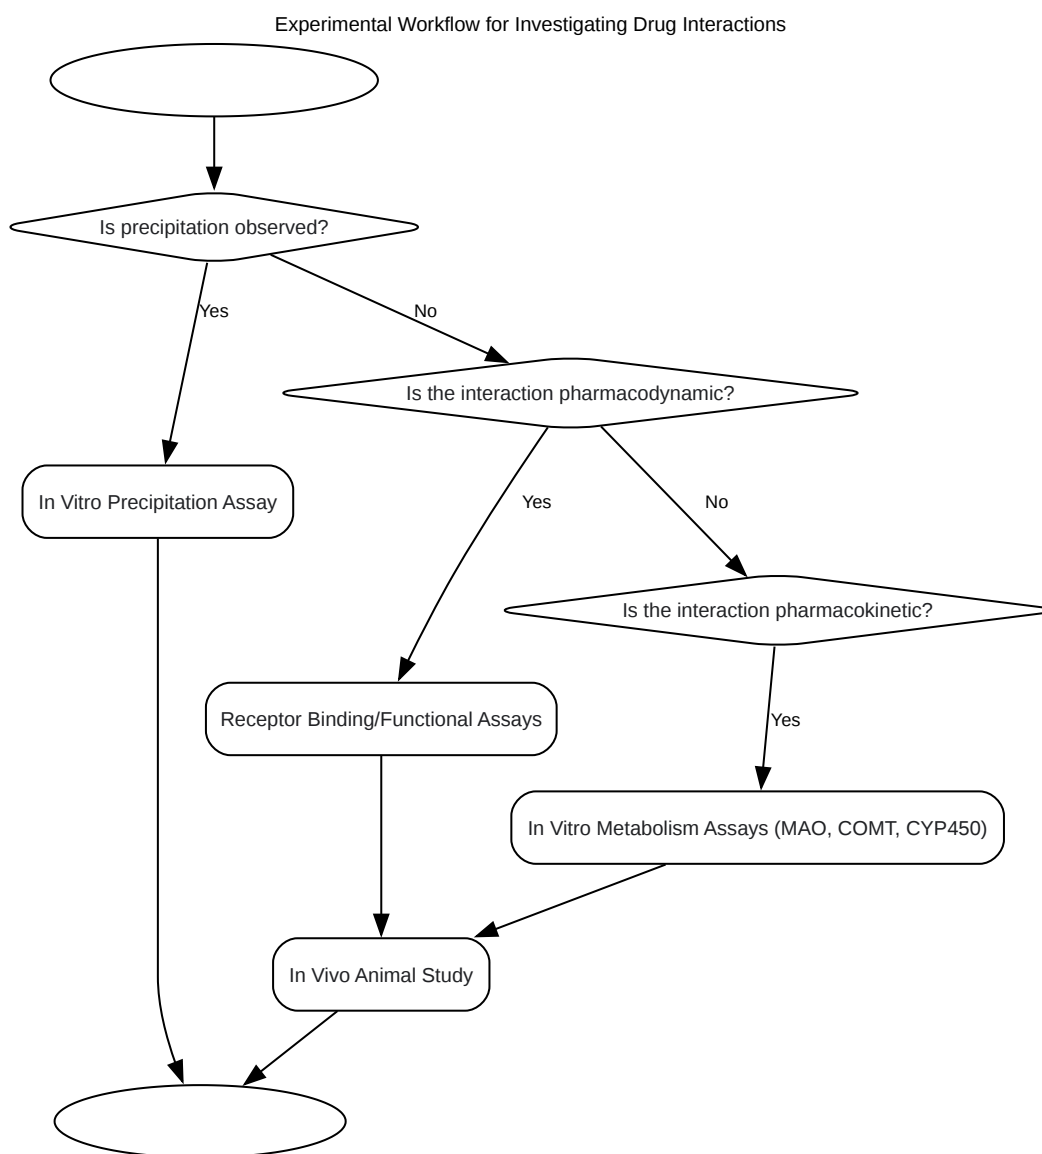 Experimental Workflow for Investigating Drug Interactions
Is precipitation observed?
Yes
No
Is the interaction pharmacodynamic?
In Vitro Precipitation Assay
Yes
No
Is the interaction pharmacokinetic?
Receptor Binding/Functional Assays
Yes
In Vitro Metabolism Assays (MAO, COMT, CYP450)
In Vivo Animal Study